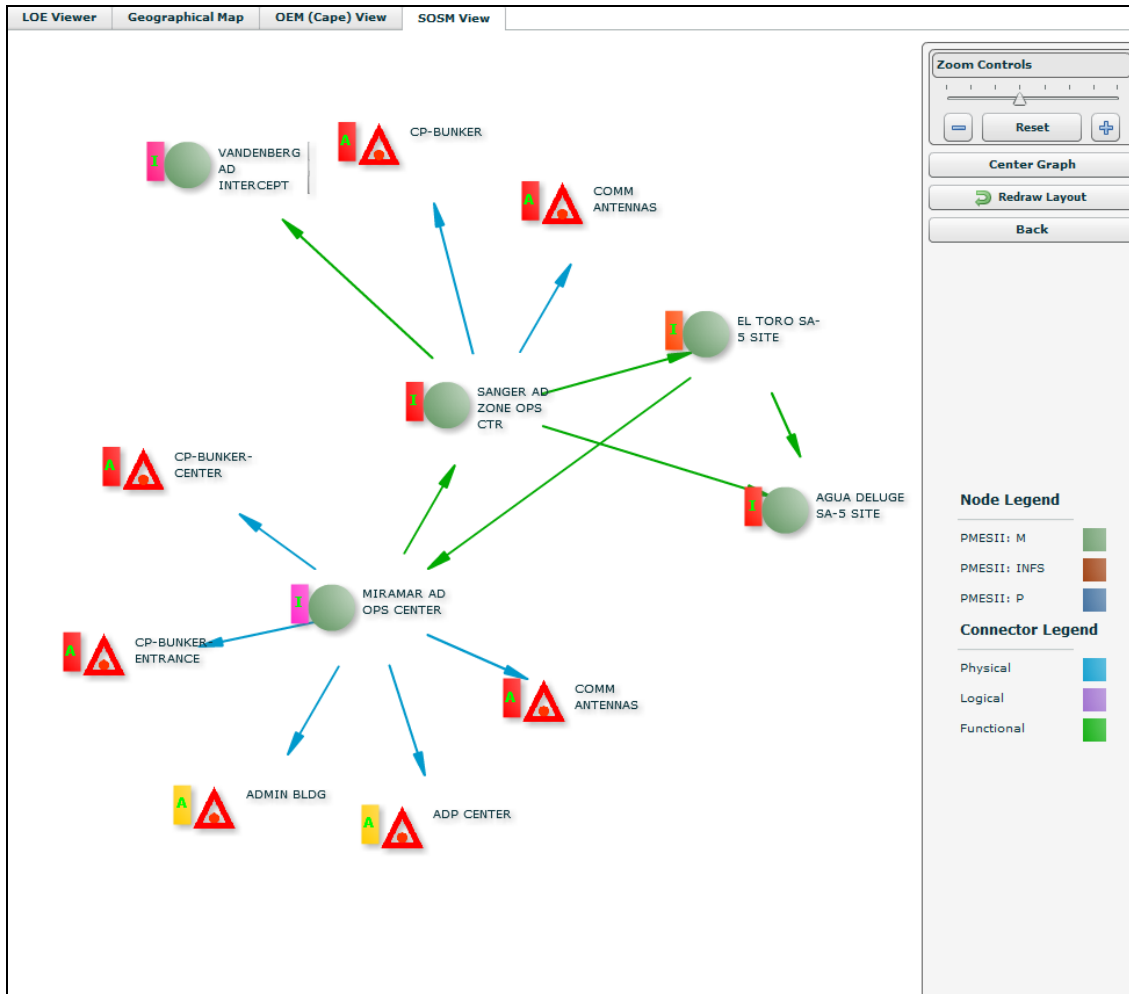 LOE Viewer
Geographical Map
OEM (Cape) View
SOSM View
Zoom Controls
Reset
Center Graph
Redraw Layout
Back
I
VANDENBERG
AD
INTERCEPT
A
CP-BUNKER
A
COMM
ANTENNAS
I
EL TORO SA-
5 SITE
I
SANGER AD
ZONE OPS
CTR
A
CP-BUNKER-
CENTER
I
AGUA DELUGE
SA-5 SITE
I
MIRAMAR AD
OPS CENTER
A
CP-BUNKER-
ENTRANCE
A
COMM
ANTENNAS
A
ADMIN BLDG
A
ADP CENTER
Node Legend
PMESII: M
PMESII: INFS
PMESII: P
Connector Legend
Physical
Logical
Functional